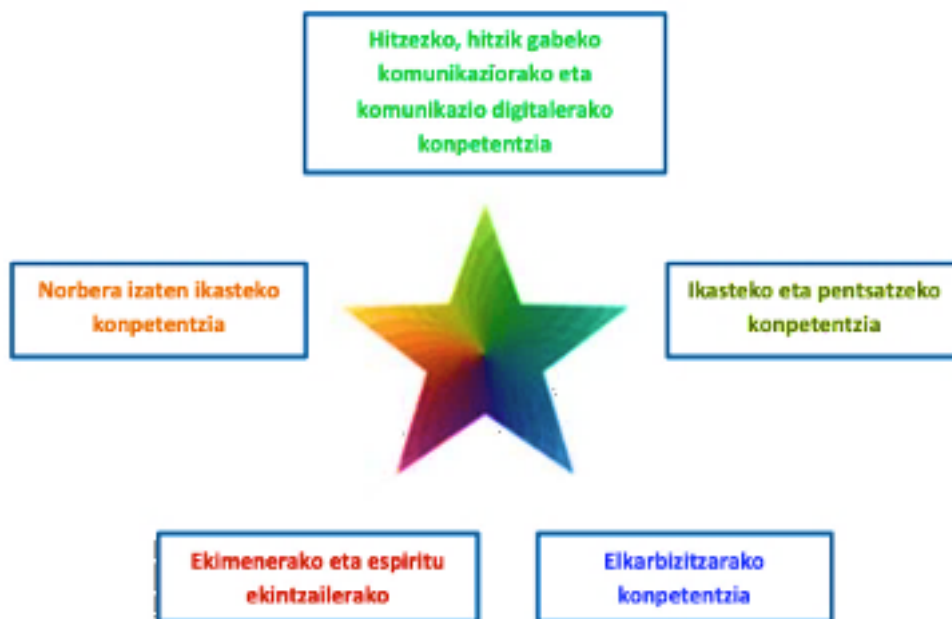 Hitzezko, hitzik gabeko
komunikaziorako eta
komunikazio digitalerako
konpetentzia
Norbera izaten ikasteko
konpetentzia
Ikasteko eta pentsatzeko
konpetentzia
Ekimenerako eta espiritu
ekintzailerako
Elkarbizitzarako
konpetentzia